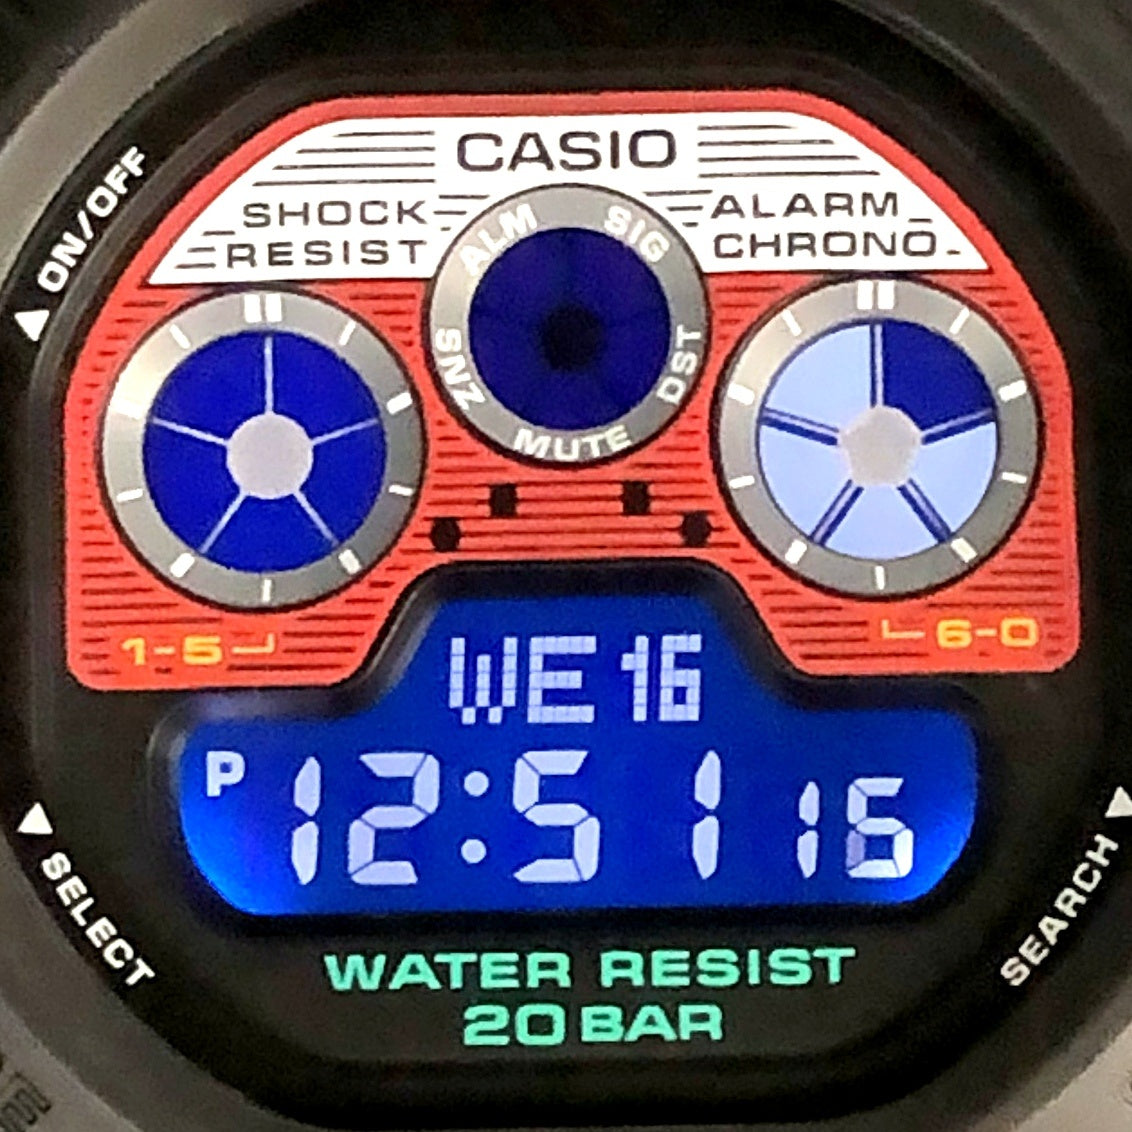 CASIO
SHOCK
RESIST
ALARM
CHRONO
ON/OFF
ALM
SIG
SNZ
DST
MUTE
1-5
6-0
WE 16
P 12:51 16
SELECT
SEARCH
WATER RESIST
20 BAR